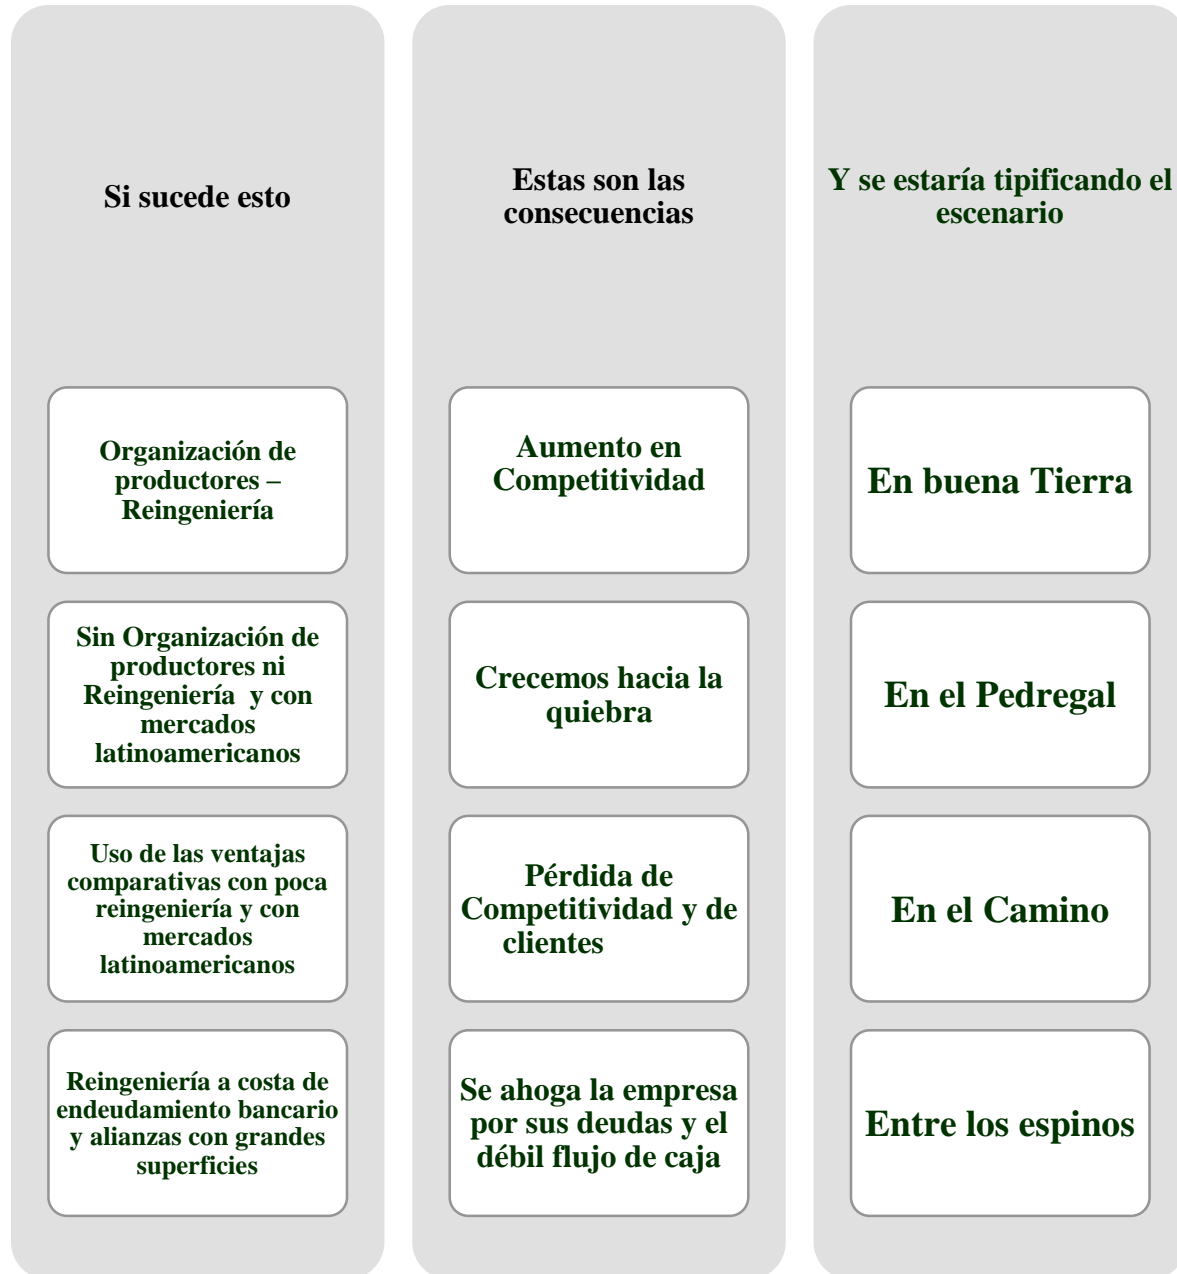 Si sucede esto
Estas son las
consecuencias
Y se estaría tipificando el
escenario
Organización de
productores –
Reingeniería
Aumento en
Competitividad
En buena Tierra
Sin Organización de
productores ni
Reingeniería y con
mercados
latinoamericanos
Crecemos hacia la
quiebra
En el Pedregal
Uso de las ventajas
comparativas con poca
reingeniería y con
mercados
latinoamericanos
Pérdida de
Competitividad y de
clientes
En el Camino
Reingeniería a costa de
endeudamiento bancario
y alianzas con grandes
superficies
Se ahoga la empresa
por sus deudas y el
débil flujo de caja
Entre los espinos